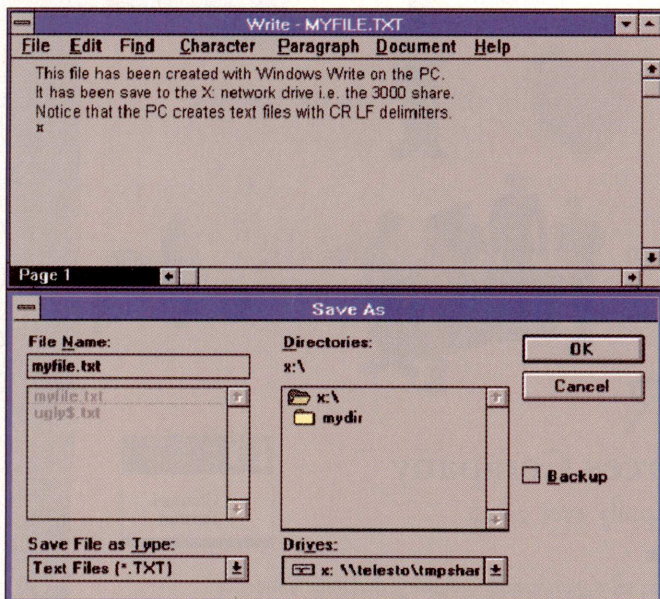 Write - MYFILE.TXT
File Edit Find Character Paragraph Document Help
This file has been created with Windows Write on the PC.
It has been save to the X: network drive i.e. the 3000 share.
Notice that the PC creates text files with CR LF delimiters.
¤
Page 1
Save As
File Name:
myfile.txt
myfile.txt
ugly$.txt
Directories:
x:\
x:\
mydir
OK
Cancel
Backup
Save File as Type:
Text Files (*.TXT)
Drives:
x: \\telesto\tmpshar